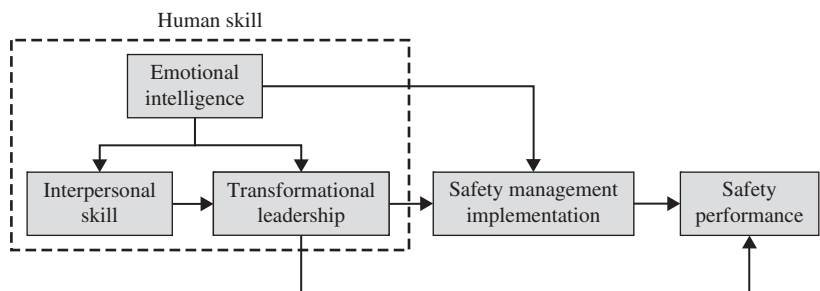 Human skill
Emotional
intelligence
Interpersonal
skill
Transformational
leadership
Safety management
implementation
Safety
performance